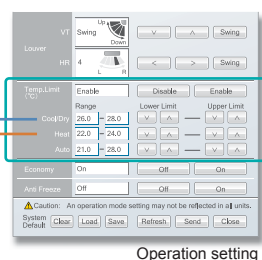 VT Swing Up Down ∨ ∧ Swing
Louver
HR 4 L R < > Swing
Temp.Limit (°C) Enable Disable Enable
Range Lower Limit Upper Limit
Cool/Dry 26.0 - 28.0 ∨ ∧ — ∨ ∧
Heat 22.0 - 24.0 ∨ ∧ — ∨ ∧
Auto 21.0 - 28.0 ∨ ∧ — ∨ ∧
Economy On Off On
Anti Freeze Off Off On
Caution: An operation mode setting may not be reflected in all units.
System Default Clear Load Save Refresh Send Close
Operation setting